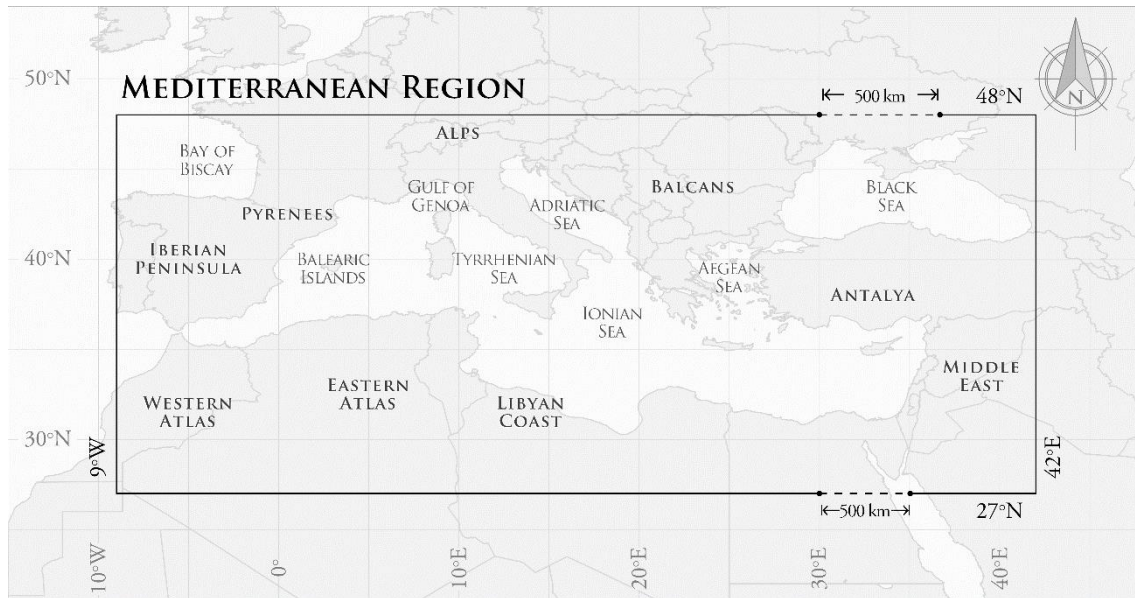 50°N
MEDITERRANEAN REGION
500 km
48°N
N
ALPS
BAY OF
BISCAY
GULF OF
GENOA
BALCANS
BLACK
SEA
PYRENEES
ADRIATIC
SEA
40°N
IBERIAN
PENINSULA
BALEARIC
ISLANDS
TYRRHENIAN
SEA
AEGEAN
SEA
ANTALYA
IONIAN
SEA
MIDDLE
EAST
EASTERN
ATLAS
WESTERN
ATLAS
LIBYAN
COAST
30°N
9°W
42°E
500 km
27°N
10°W
0°
10°E
20°E
30°E
40°E